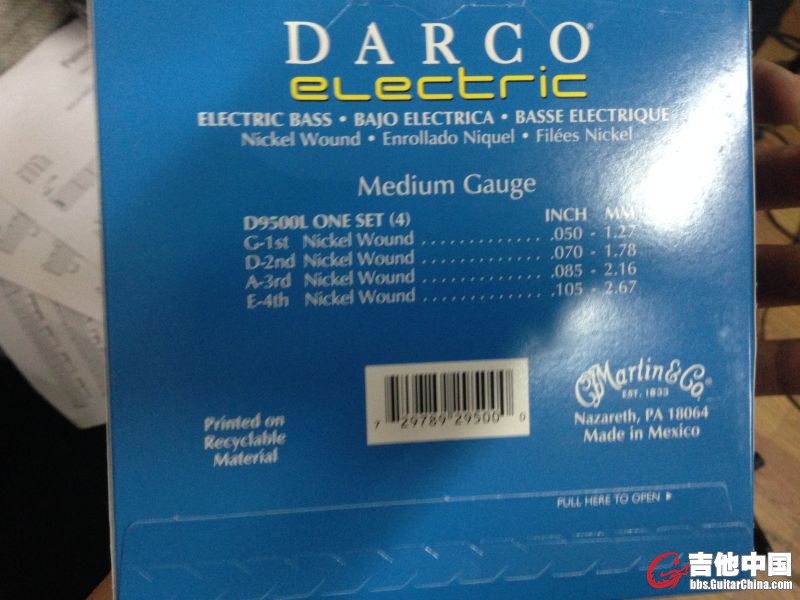 DARCO®
electric
ELECTRIC BASS • BAJO ELECTRICA • BASSE ELECTRIQUE
Nickel Wound • Enrollado Niquel • Filées Nickel
Medium Gauge
D9500L ONE SET (4) INCH MM
G-1st Nickel Wound ............. .050 - 1.27
D-2nd Nickel Wound ............. .070 - 1.78
A-3rd Nickel Wound ............. .085 - 2.16
E-4th Nickel Wound ............. .105 - 2.67
7 29789 29500 0
Printed on
Recyclable
Material
C.F. Martin & Co.®
EST. 1833
Nazareth, PA 18064
Made in Mexico
PULL HERE TO OPEN
吉他中国
bbs.GuitarChina.com